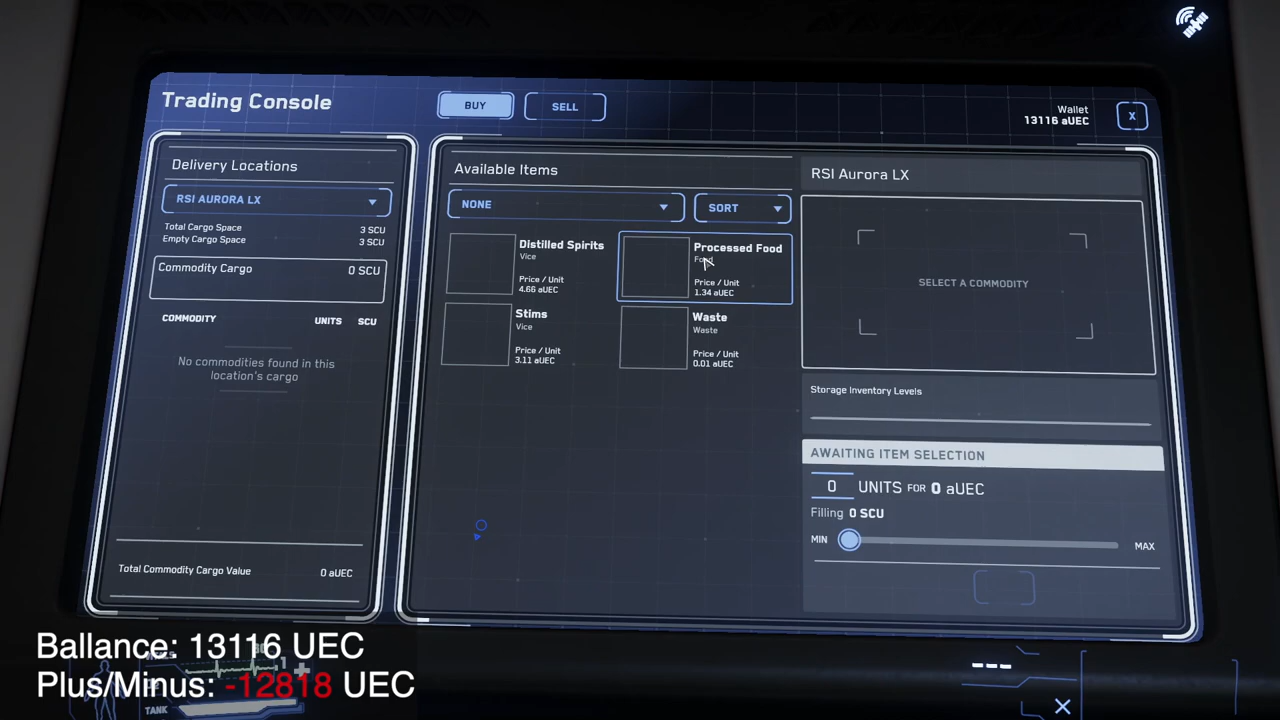 Trading Console
BUY
SELL
Wallet
13116 aUEC
X
Delivery Locations
RSI AURORA LX
Total Cargo Space 3 SCU
Empty Cargo Space 3 SCU
Commodity Cargo 0 SCU
COMMODITY UNITS SCU
No commodities found in this
location's cargo
Total Commodity Cargo Value 0 aUEC
Available Items
NONE
SORT
Distilled Spirits
Vice
Price / Unit
4.66 aUEC
Processed Food
Food
Price / Unit
1.34 aUEC
Stims
Vice
Price / Unit
3.11 aUEC
Waste
Waste
Price / Unit
0.01 aUEC
RSI Aurora LX
SELECT A COMMODITY
Storage Inventory Levels
AWAITING ITEM SELECTION
0 UNITS FOR 0 aUEC
Filling 0 SCU
MIN
MAX
Ballance: 13116 UEC
Plus/Minus: -12818 UEC
TANK